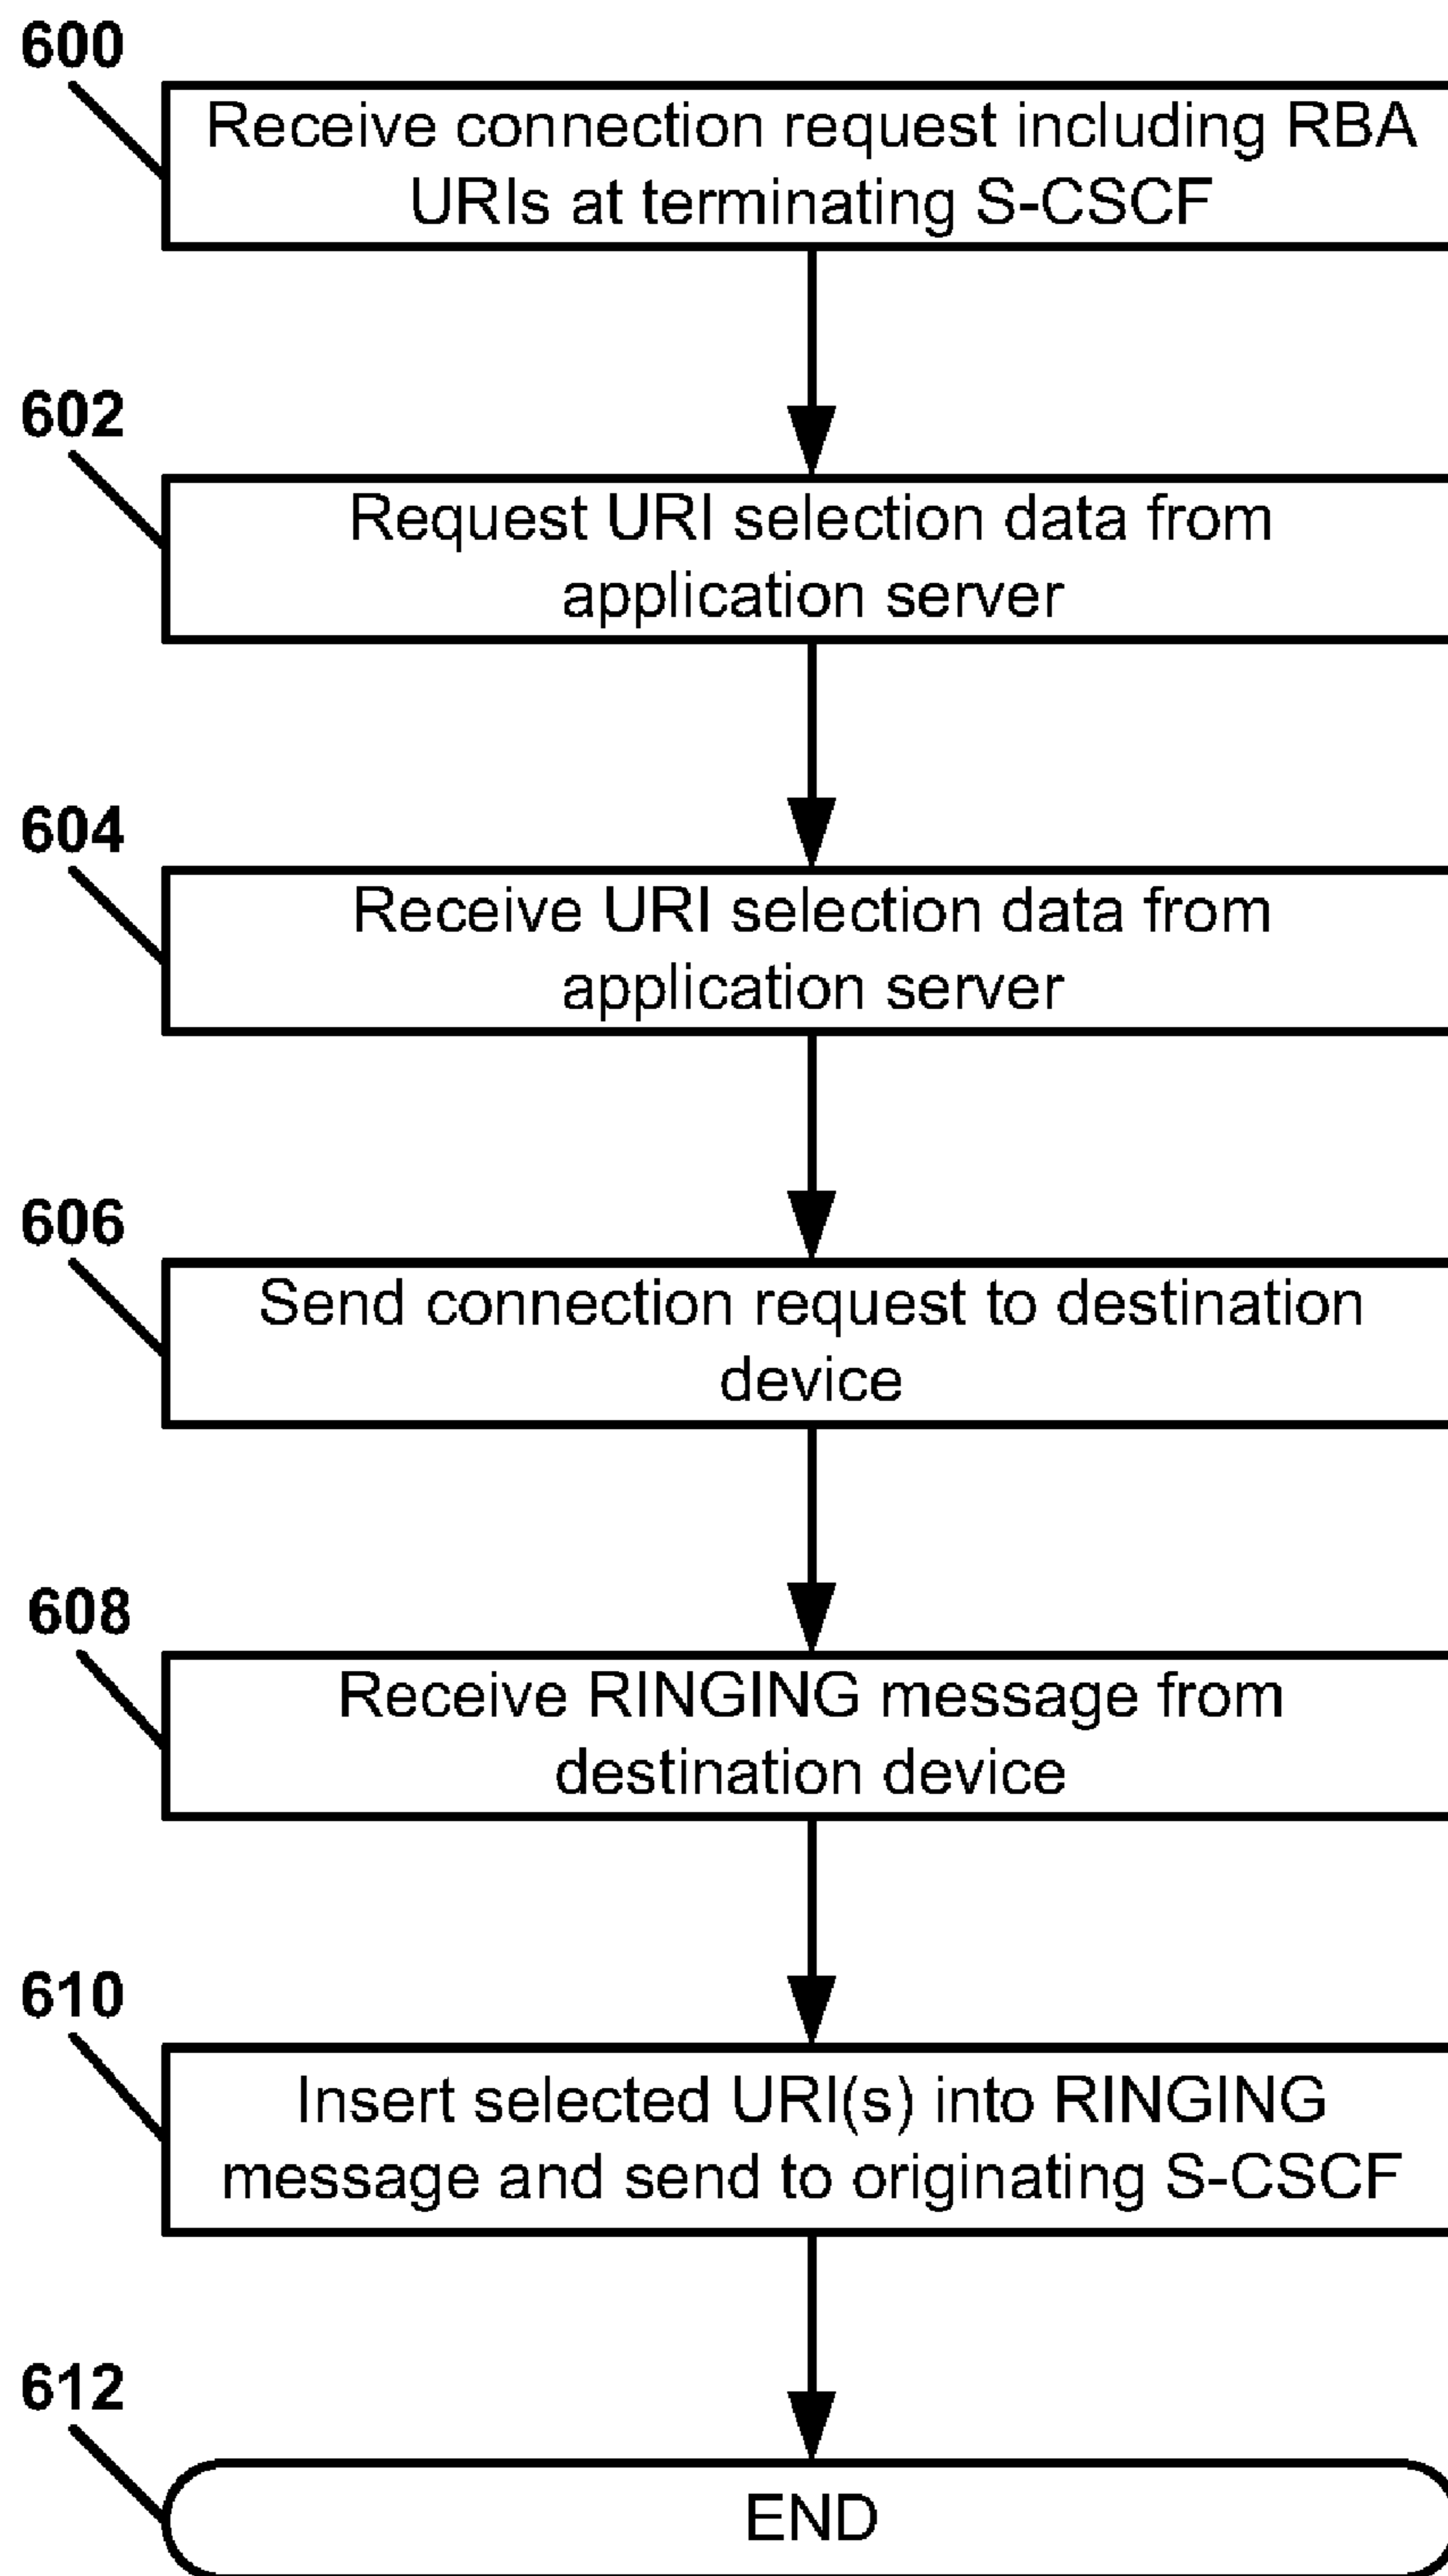 600
Receive connection request including RBA
URIs at terminating S-CSCF
602
Request URI selection data from
application server
604
Receive URI selection data from
application server
606
Send connection request to destination
device
608
Receive RINGING message from
destination device
610
Insert selected URI(s) into RINGING
message and send to originating S-CSCF
612
END